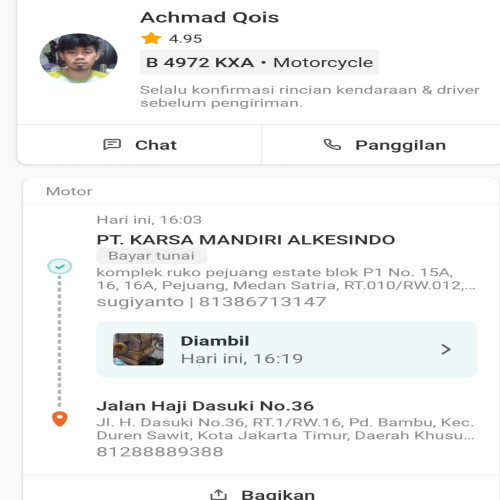 Achmad Qois
4.95
B 4972 KXA • Motorcycle
Selalu konfirmasi rincian kendaraan & driver
sebelum pengiriman.
Chat
Panggilan
Motor
Hari ini, 16:03
PT. KARSA MANDIRI ALKESINDO
Bayar tunai
komplek ruko pejuang estate blok P1 No. 15A,
16, 16A, Pejuang, Medan Satria, RT.010/RW.012,...
sugiyanto | 81386713147
Diambil
Hari ini, 16:19
Jalan Haji Dasuki No.36
Jl. H. Dasuki No.36, RT.1/RW.16, Pd. Bambu, Kec.
Duren Sawit, Kota Jakarta Timur, Daerah Khusu...
81288889388
Bagikan